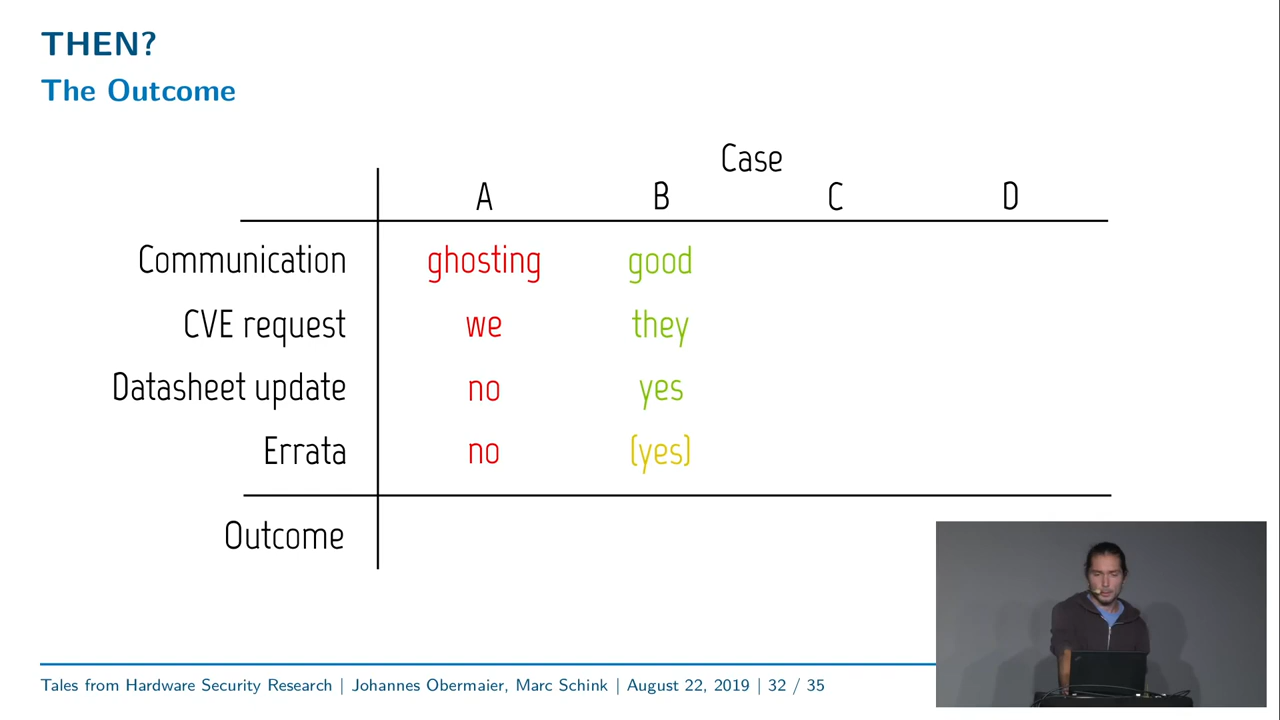 THEN?
The Outcome
Case
A B C D
Communication ghosting good
CVE request we they
Datasheet update no yes
Errata no (yes)
Outcome
Tales from Hardware Security Research | Johannes Obermaier, Marc Schink | August 22, 2019 | 32 / 35